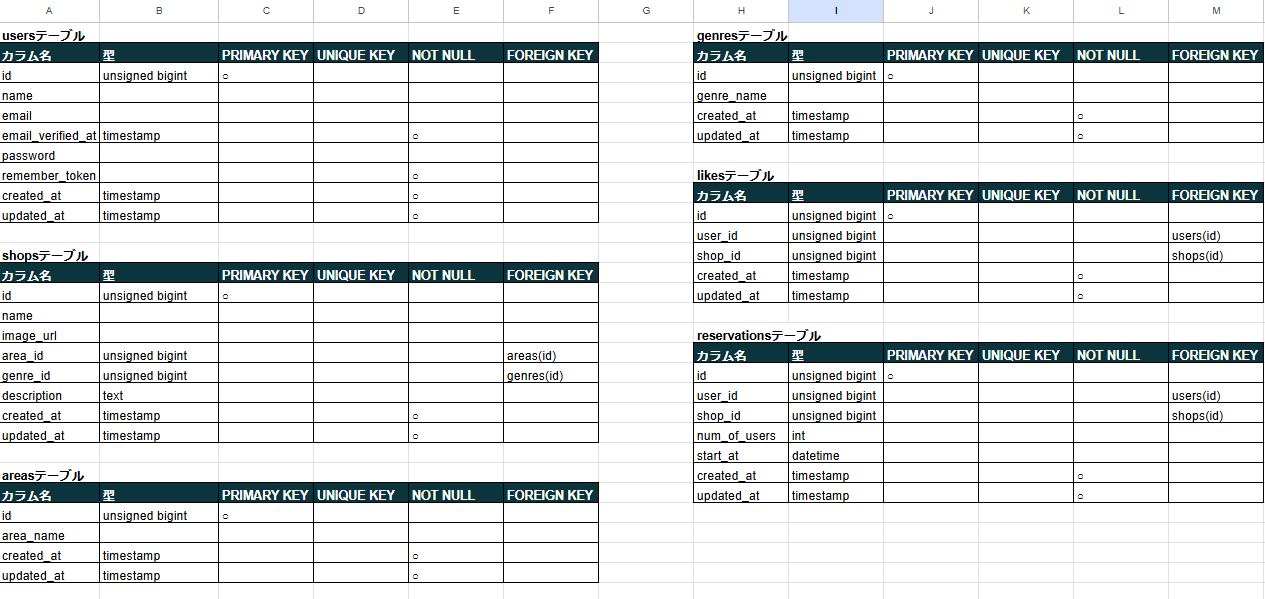 A B C D E F G H I J K L M
usersテーブル
カラム名 型 PRIMARY KEY UNIQUE KEY NOT NULL FOREIGN KEY
id unsigned bigint ○
name
email
email_verified_at timestamp ○
password
remember_token ○
created_at timestamp ○
updated_at timestamp ○
shopsテーブル
カラム名 型 PRIMARY KEY UNIQUE KEY NOT NULL FOREIGN KEY
id unsigned bigint ○
name
image_url
area_id unsigned bigint areas(id)
genre_id unsigned bigint genres(id)
description text
created_at timestamp ○
updated_at timestamp ○
areasテーブル
カラム名 型 PRIMARY KEY UNIQUE KEY NOT NULL FOREIGN KEY
id unsigned bigint ○
area_name
created_at timestamp ○
updated_at timestamp ○
genresテーブル
カラム名 型 PRIMARY KEY UNIQUE KEY NOT NULL FOREIGN KEY
id unsigned bigint ○
genre_name
created_at timestamp ○
updated_at timestamp ○
likesテーブル
カラム名 型 PRIMARY KEY UNIQUE KEY NOT NULL FOREIGN KEY
id unsigned bigint ○
user_id unsigned bigint users(id)
shop_id unsigned bigint shops(id)
created_at timestamp ○
updated_at timestamp ○
reservationsテーブル
カラム名 型 PRIMARY KEY UNIQUE KEY NOT NULL FOREIGN KEY
id unsigned bigint ○
user_id unsigned bigint users(id)
shop_id unsigned bigint shops(id)
num_of_users int
start_at datetime
created_at timestamp ○
updated_at timestamp ○